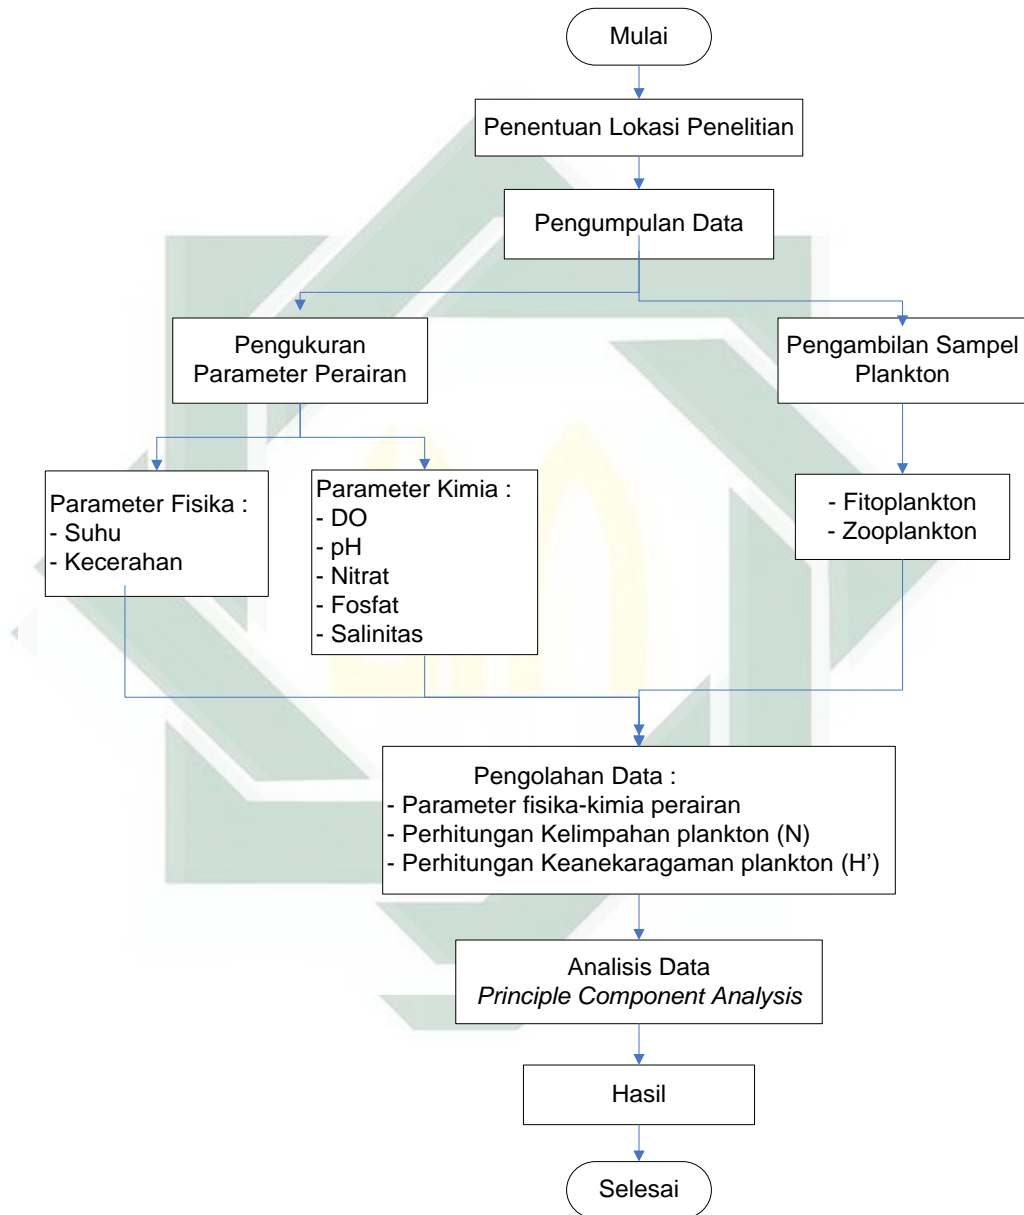 Mulai
Penentuan Lokasi Penelitian
Pengumpulan Data
Pengukuran
Parameter Perairan
Pengambilan Sampel
Plankton
Parameter Fisika :
- Suhu
- Kecerahan
Parameter Kimia :
- DO
- pH
- Nitrat
- Fosfat
- Salinitas
- Fitoplankton
- Zooplankton
Pengolahan Data :
- Parameter fisika-kimia perairan
- Perhitungan Kelimpahan plankton (N)
- Perhitungan Keanekaragaman plankton (H’)
Analisis Data
Principle Component Analysis
Hasil
Selesai